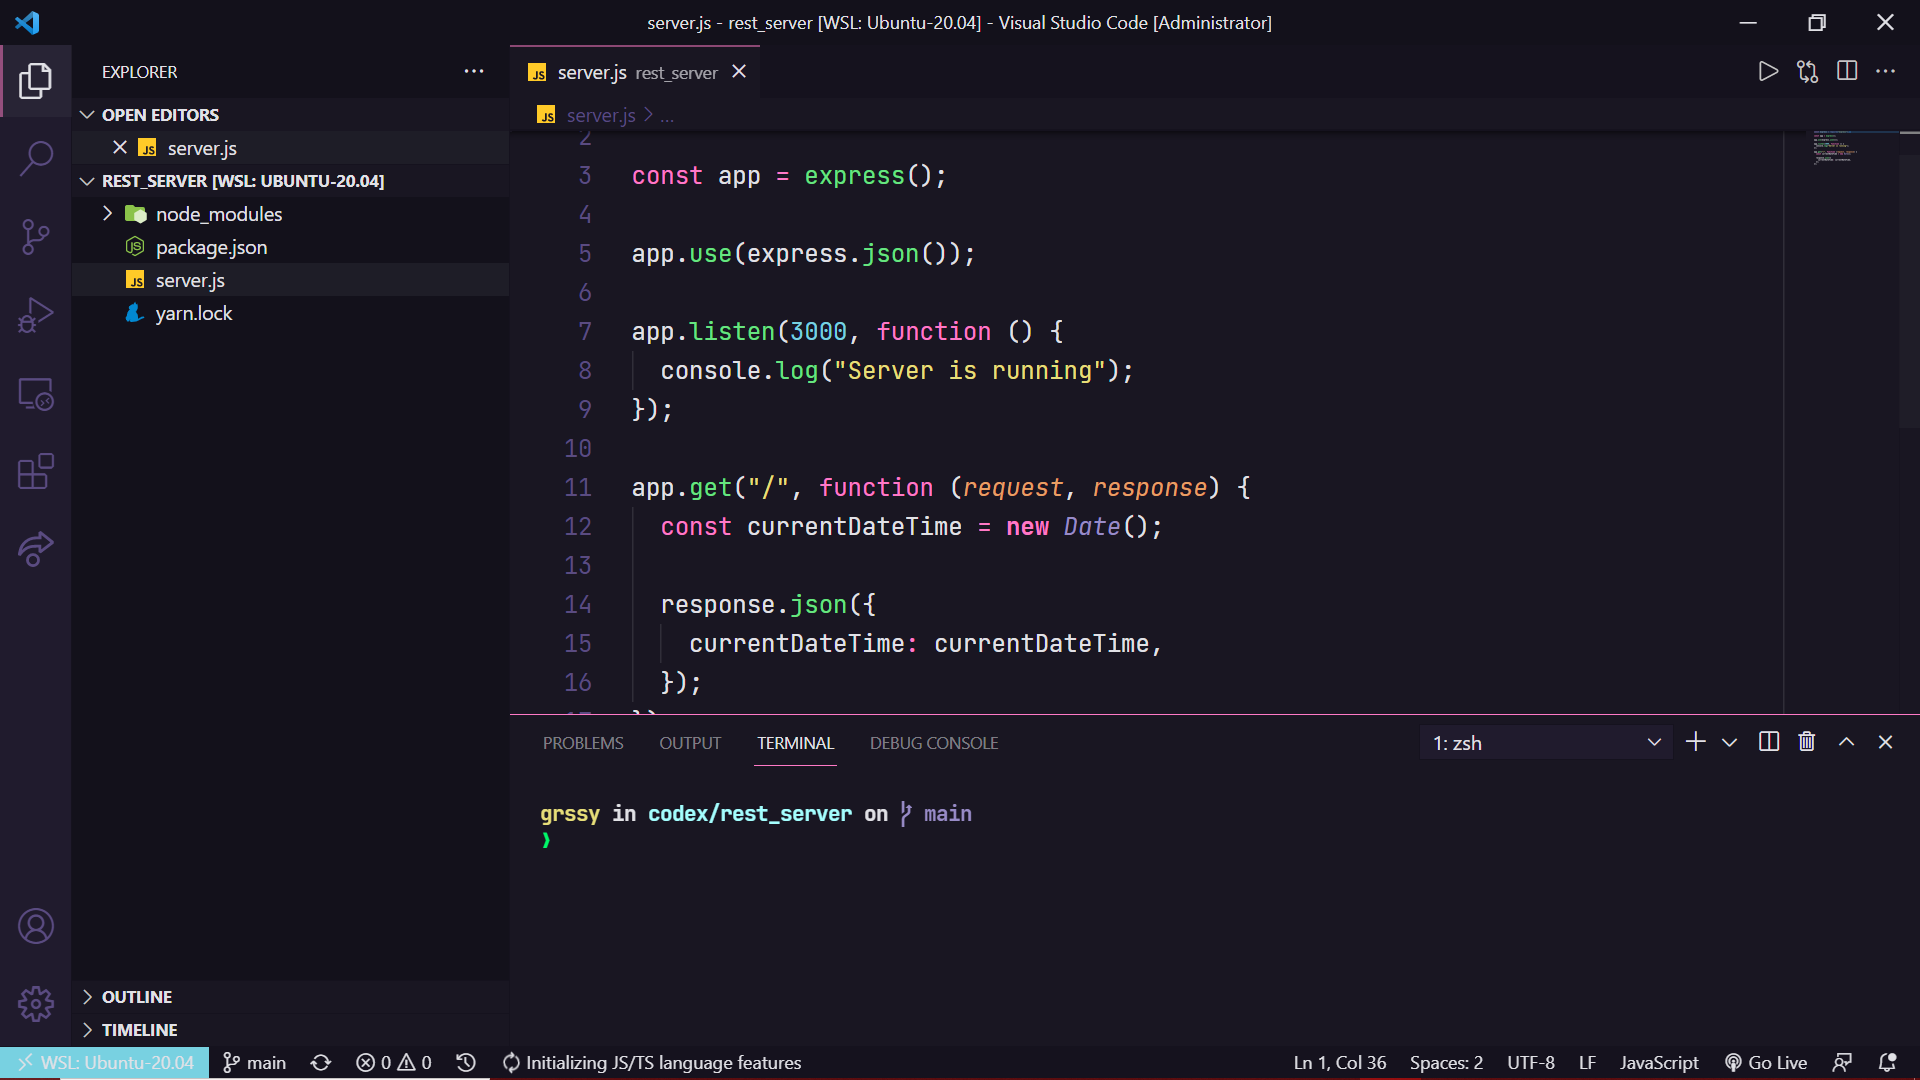 server.js - rest_server [WSL: Ubuntu-20.04] - Visual Studio Code [Administrator]
EXPLORER
OPEN EDITORS
JS server.js
REST_SERVER [WSL: UBUNTU-20.04]
node_modules
JS package.json
JS server.js
yarn.lock
OUTLINE
TIMELINE
JS server.js rest_server
JS server.js > ...
2
3 const app = express();
4
5 app.use(express.json());
6
7 app.listen(3000, function () {
8 console.log("Server is running");
9 });
10
11 app.get("/", function (request, response) {
12 const currentDateTime = new Date();
13
14 response.json({
15 currentDateTime: currentDateTime,
16 });
PROBLEMS OUTPUT TERMINAL DEBUG CONSOLE 1: zsh
grssy in codex/rest_server on main
❯
WSL: Ubuntu-20.04 main 0 0 Initializing JS/TS language features Ln 1, Col 36 Spaces: 2 UTF-8 LF JavaScript Go Live